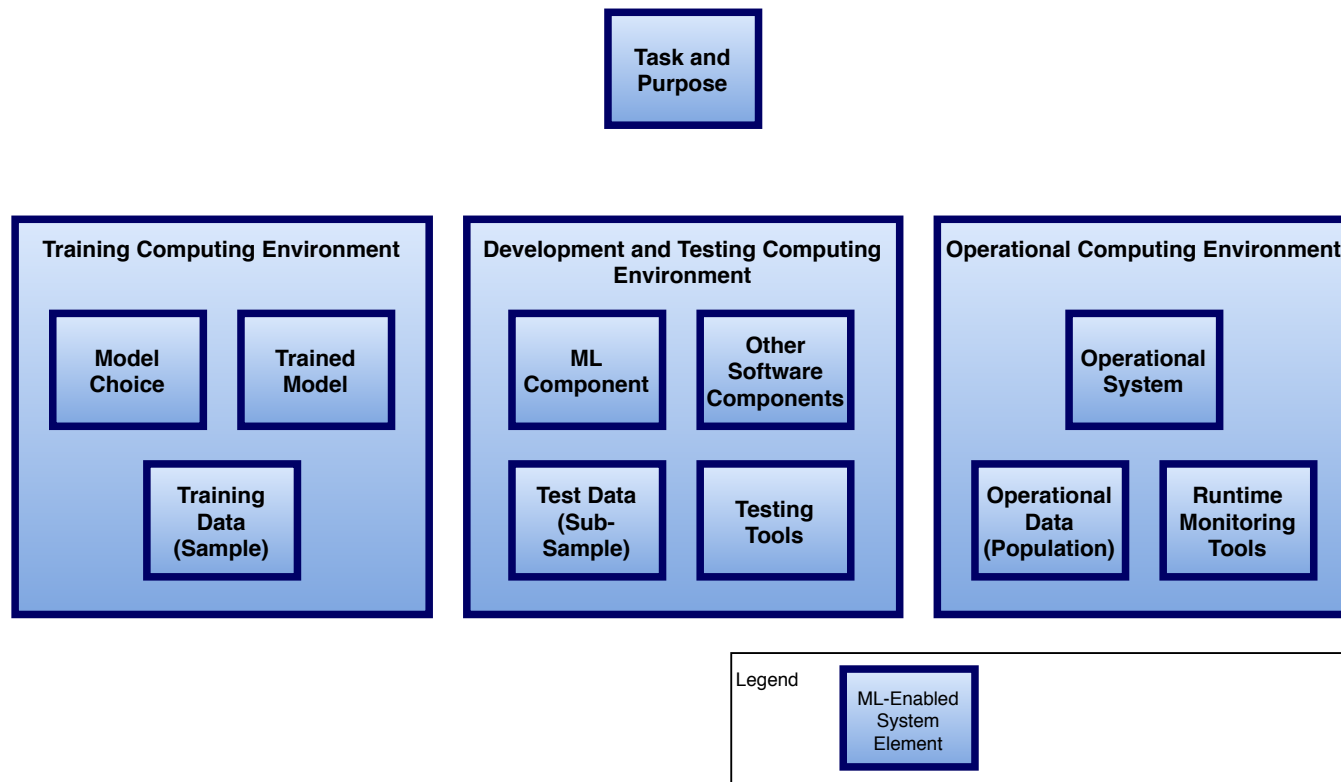 Task and
Purpose
Training Computing Environment
Model
Choice
Trained
Model
Training
Data
(Sample)
Development and Testing Computing
Environment
ML
Component
Other
Software
Components
Test Data
(Sub-
Sample)
Testing
Tools
Operational Computing Environment
Operational
System
Operational
Data
(Population)
Runtime
Monitoring
Tools
Legend
ML-Enabled
System
Element